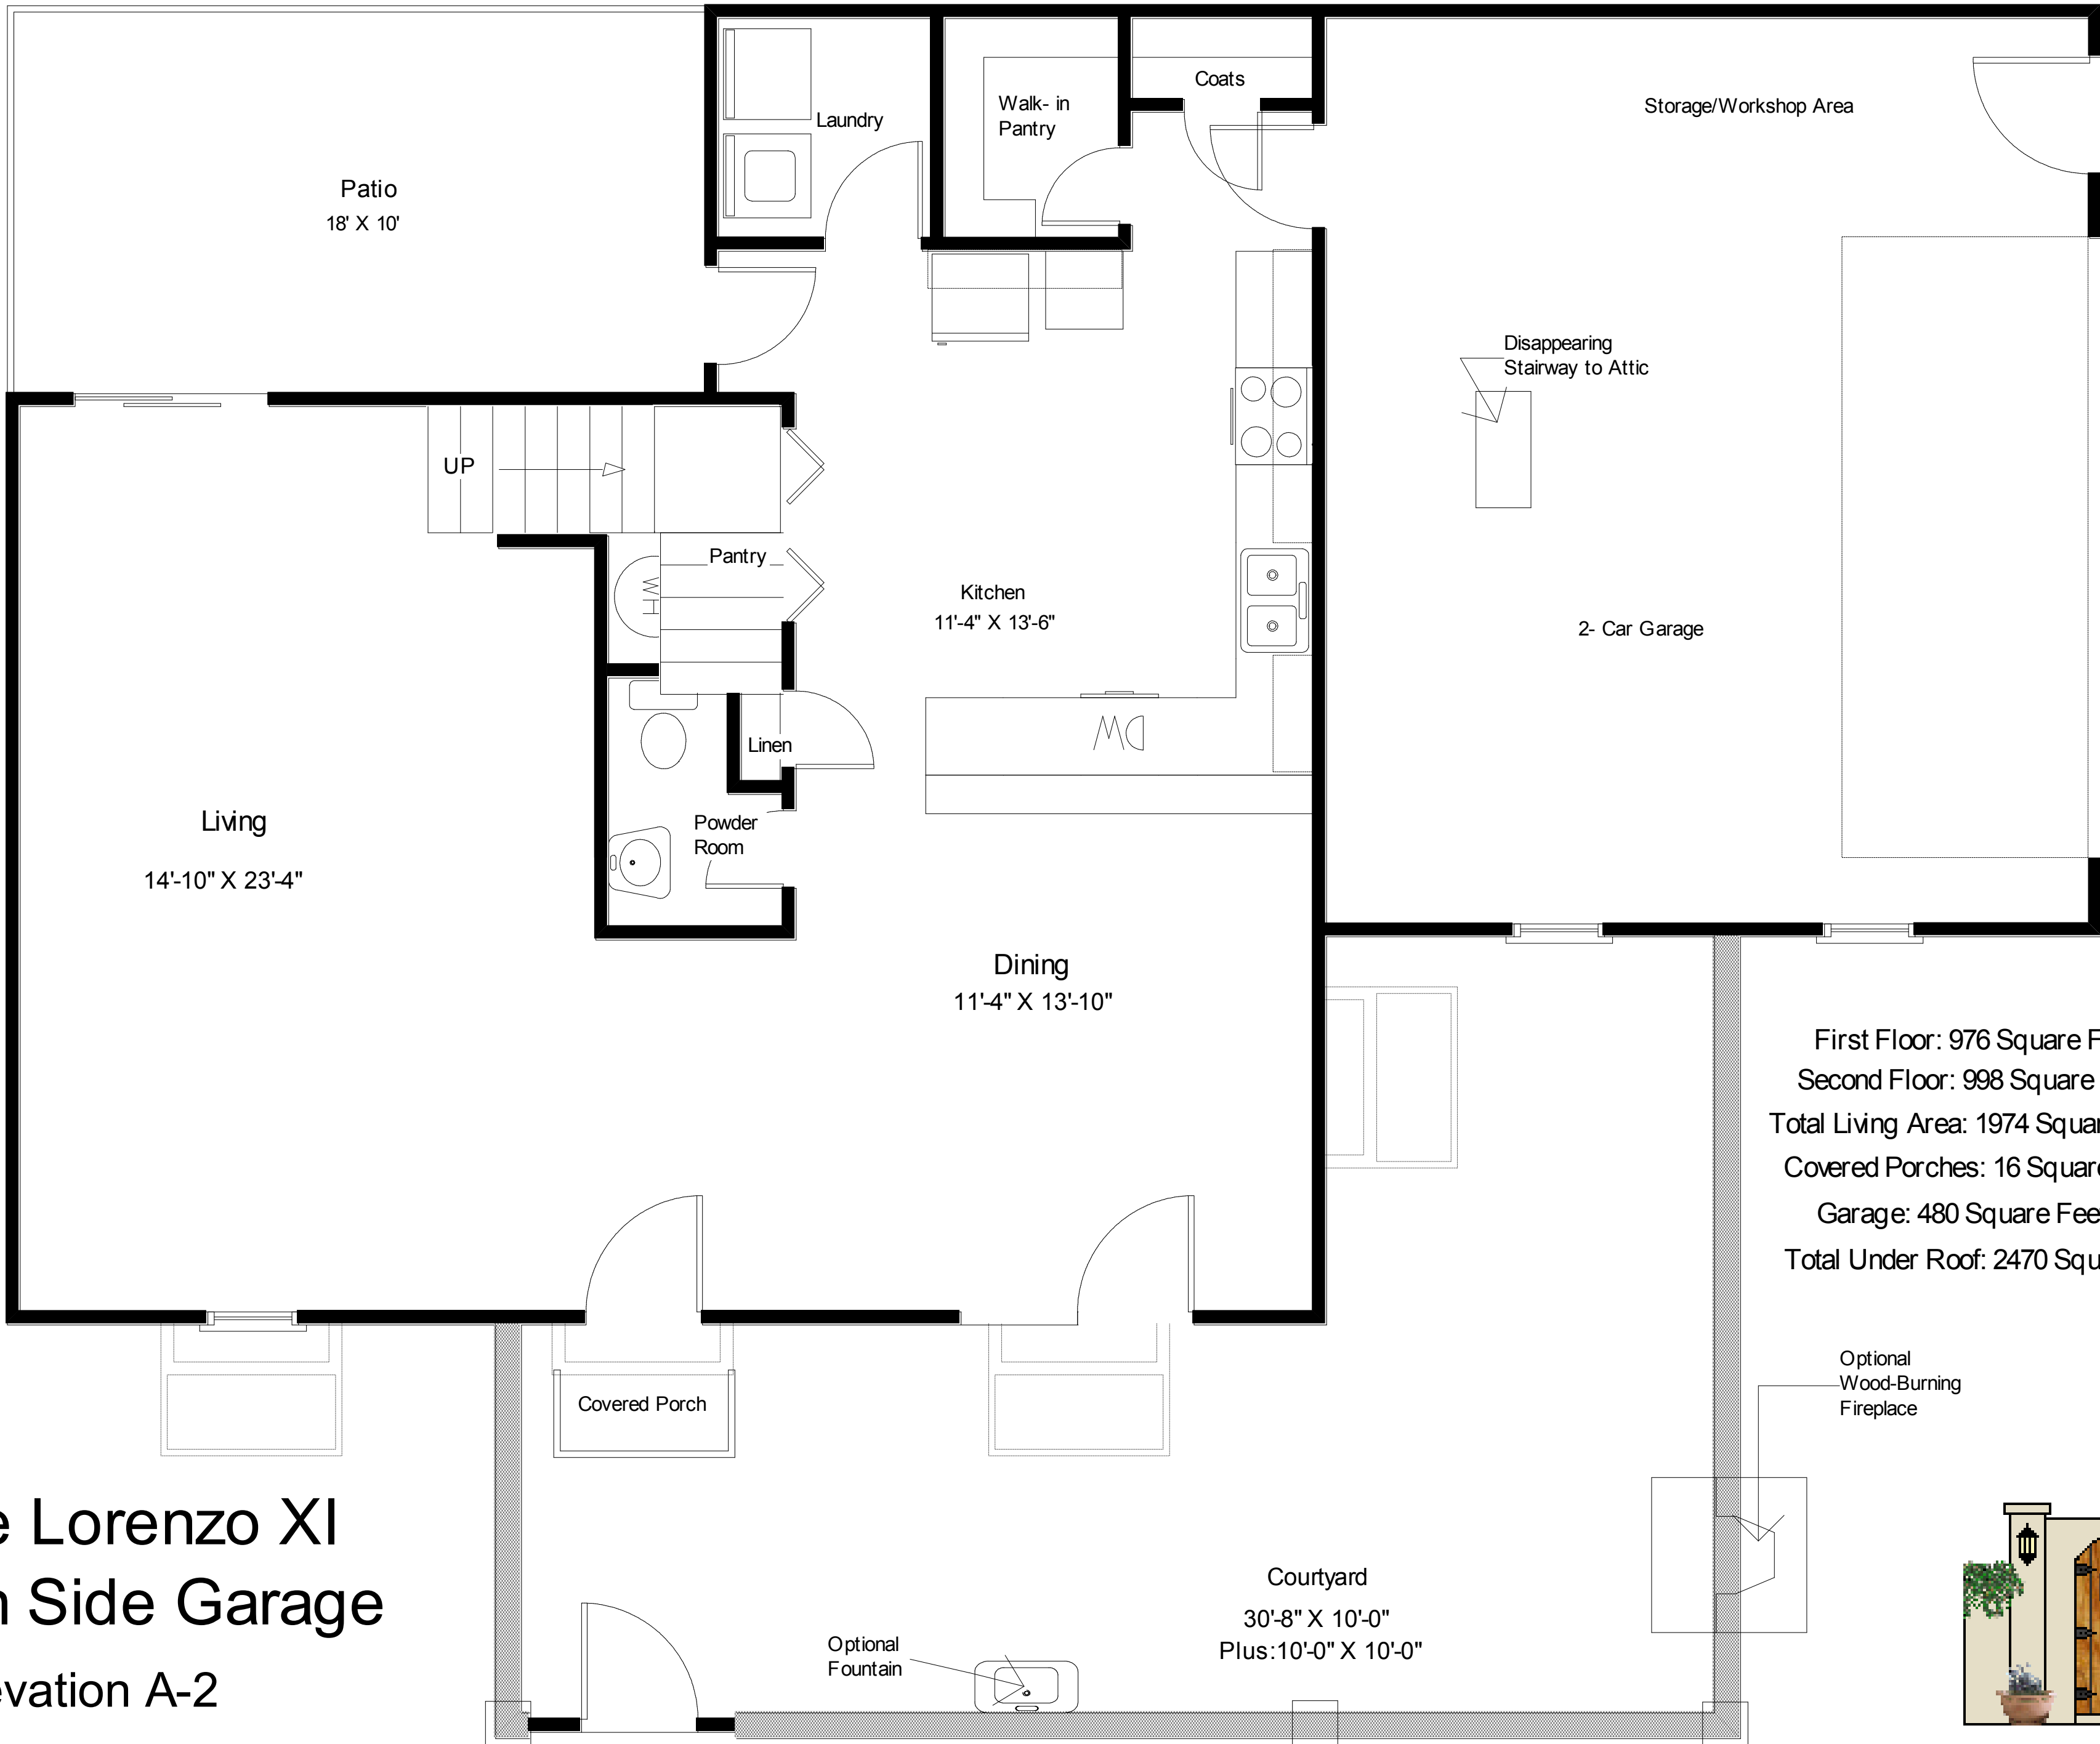 Laundry
Walk- in
Pantry
Coats
Storage/Workshop Area
Patio
18' X 10'
Disappearing
Stairway to Attic
UP
Pantry
WH
Kitchen
11'-4" X 13'-6"
2- Car Garage
DW
Linen
Powder
Room
Living
14'-10" X 23'-4"
Dining
11'-4" X 13'-10"
First Floor: 976 Square F
Second Floor: 998 Square
Total Living Area: 1974 Squar
Covered Porches: 16 Square
Garage: 480 Square Fee
Total Under Roof: 2470 Squ
Optional
Wood-Burning
Fireplace
Covered Porch
e Lorenzo XI
n Side Garage
evation A-2
Optional
Fountain
Courtyard
30'-8" X 10'-0"
Plus:10'-0" X 10'-0"